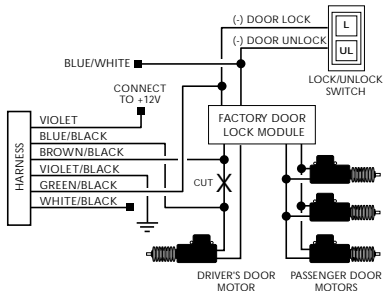 (-) DOOR LOCK
L
(-) DOOR UNLOCK
UL
BLUE/WHITE
LOCK/UNLOCK
SWITCH
CONNECT
TO +12V
FACTORY DOOR
LOCK MODULE
HARNESS
VIOLET
BLUE/BLACK
BROWN/BLACK
VIOLET/BLACK
GREEN/BLACK
WHITE/BLACK
CUT
DRIVER'S DOOR
MOTOR
PASSENGER DOOR
MOTORS